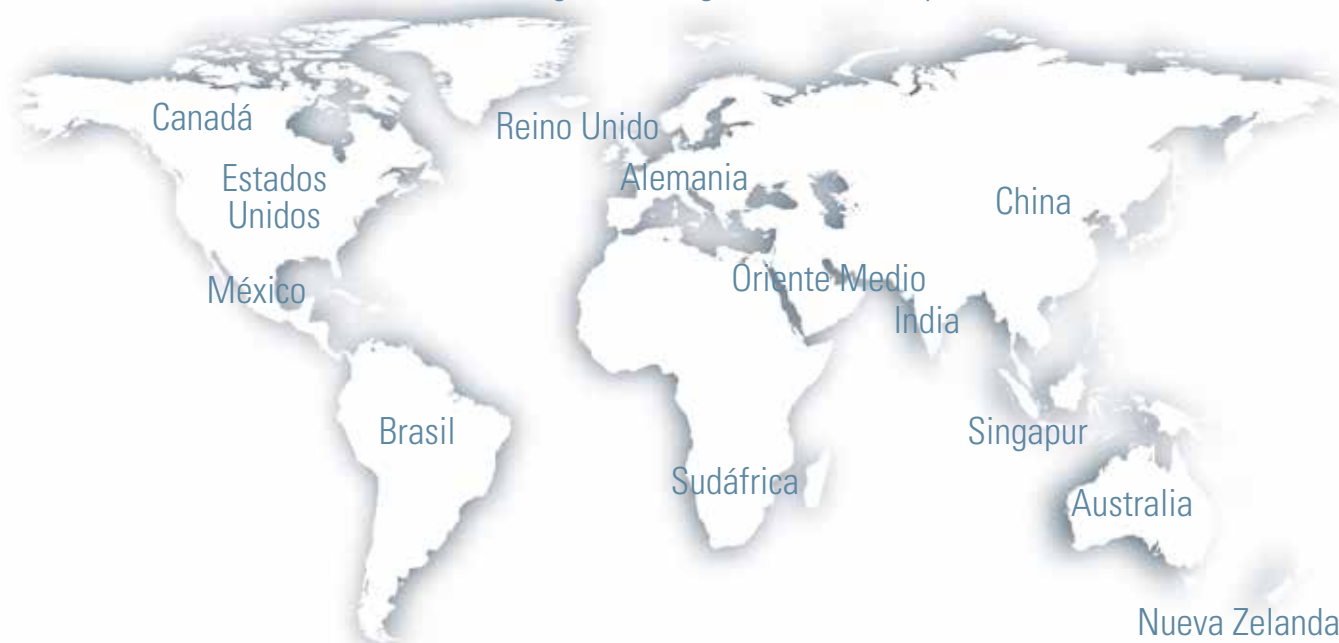 Canadá
Reino Unido
Estados
Unidos
Alemania
China
México
Oriente Medio
India
Brasil
Singapur
Sudáfrica
Australia
Nueva Zelanda